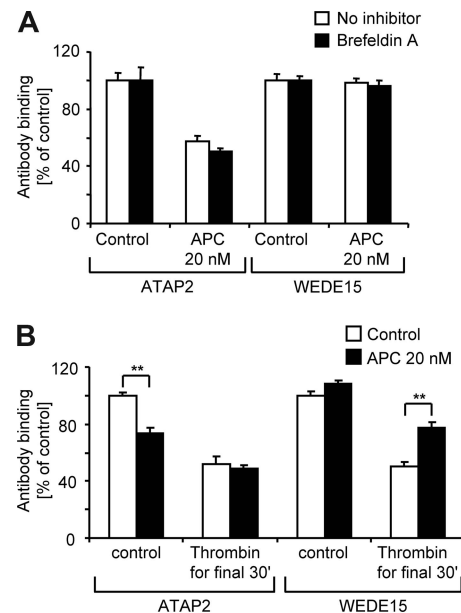 A
No inhibitor
Brefeldin A
Antibody binding
[% of control]
120
80
40
0
Control
APC
20 nM
Control
APC
20 nM
ATAP2
WEDE15
B
Control
APC 20 nM
Antibody binding
[% of control]
120
80
40
0
**
**
control
Thrombin
for final 30'
control
Thrombin
for final 30'
ATAP2
WEDE15